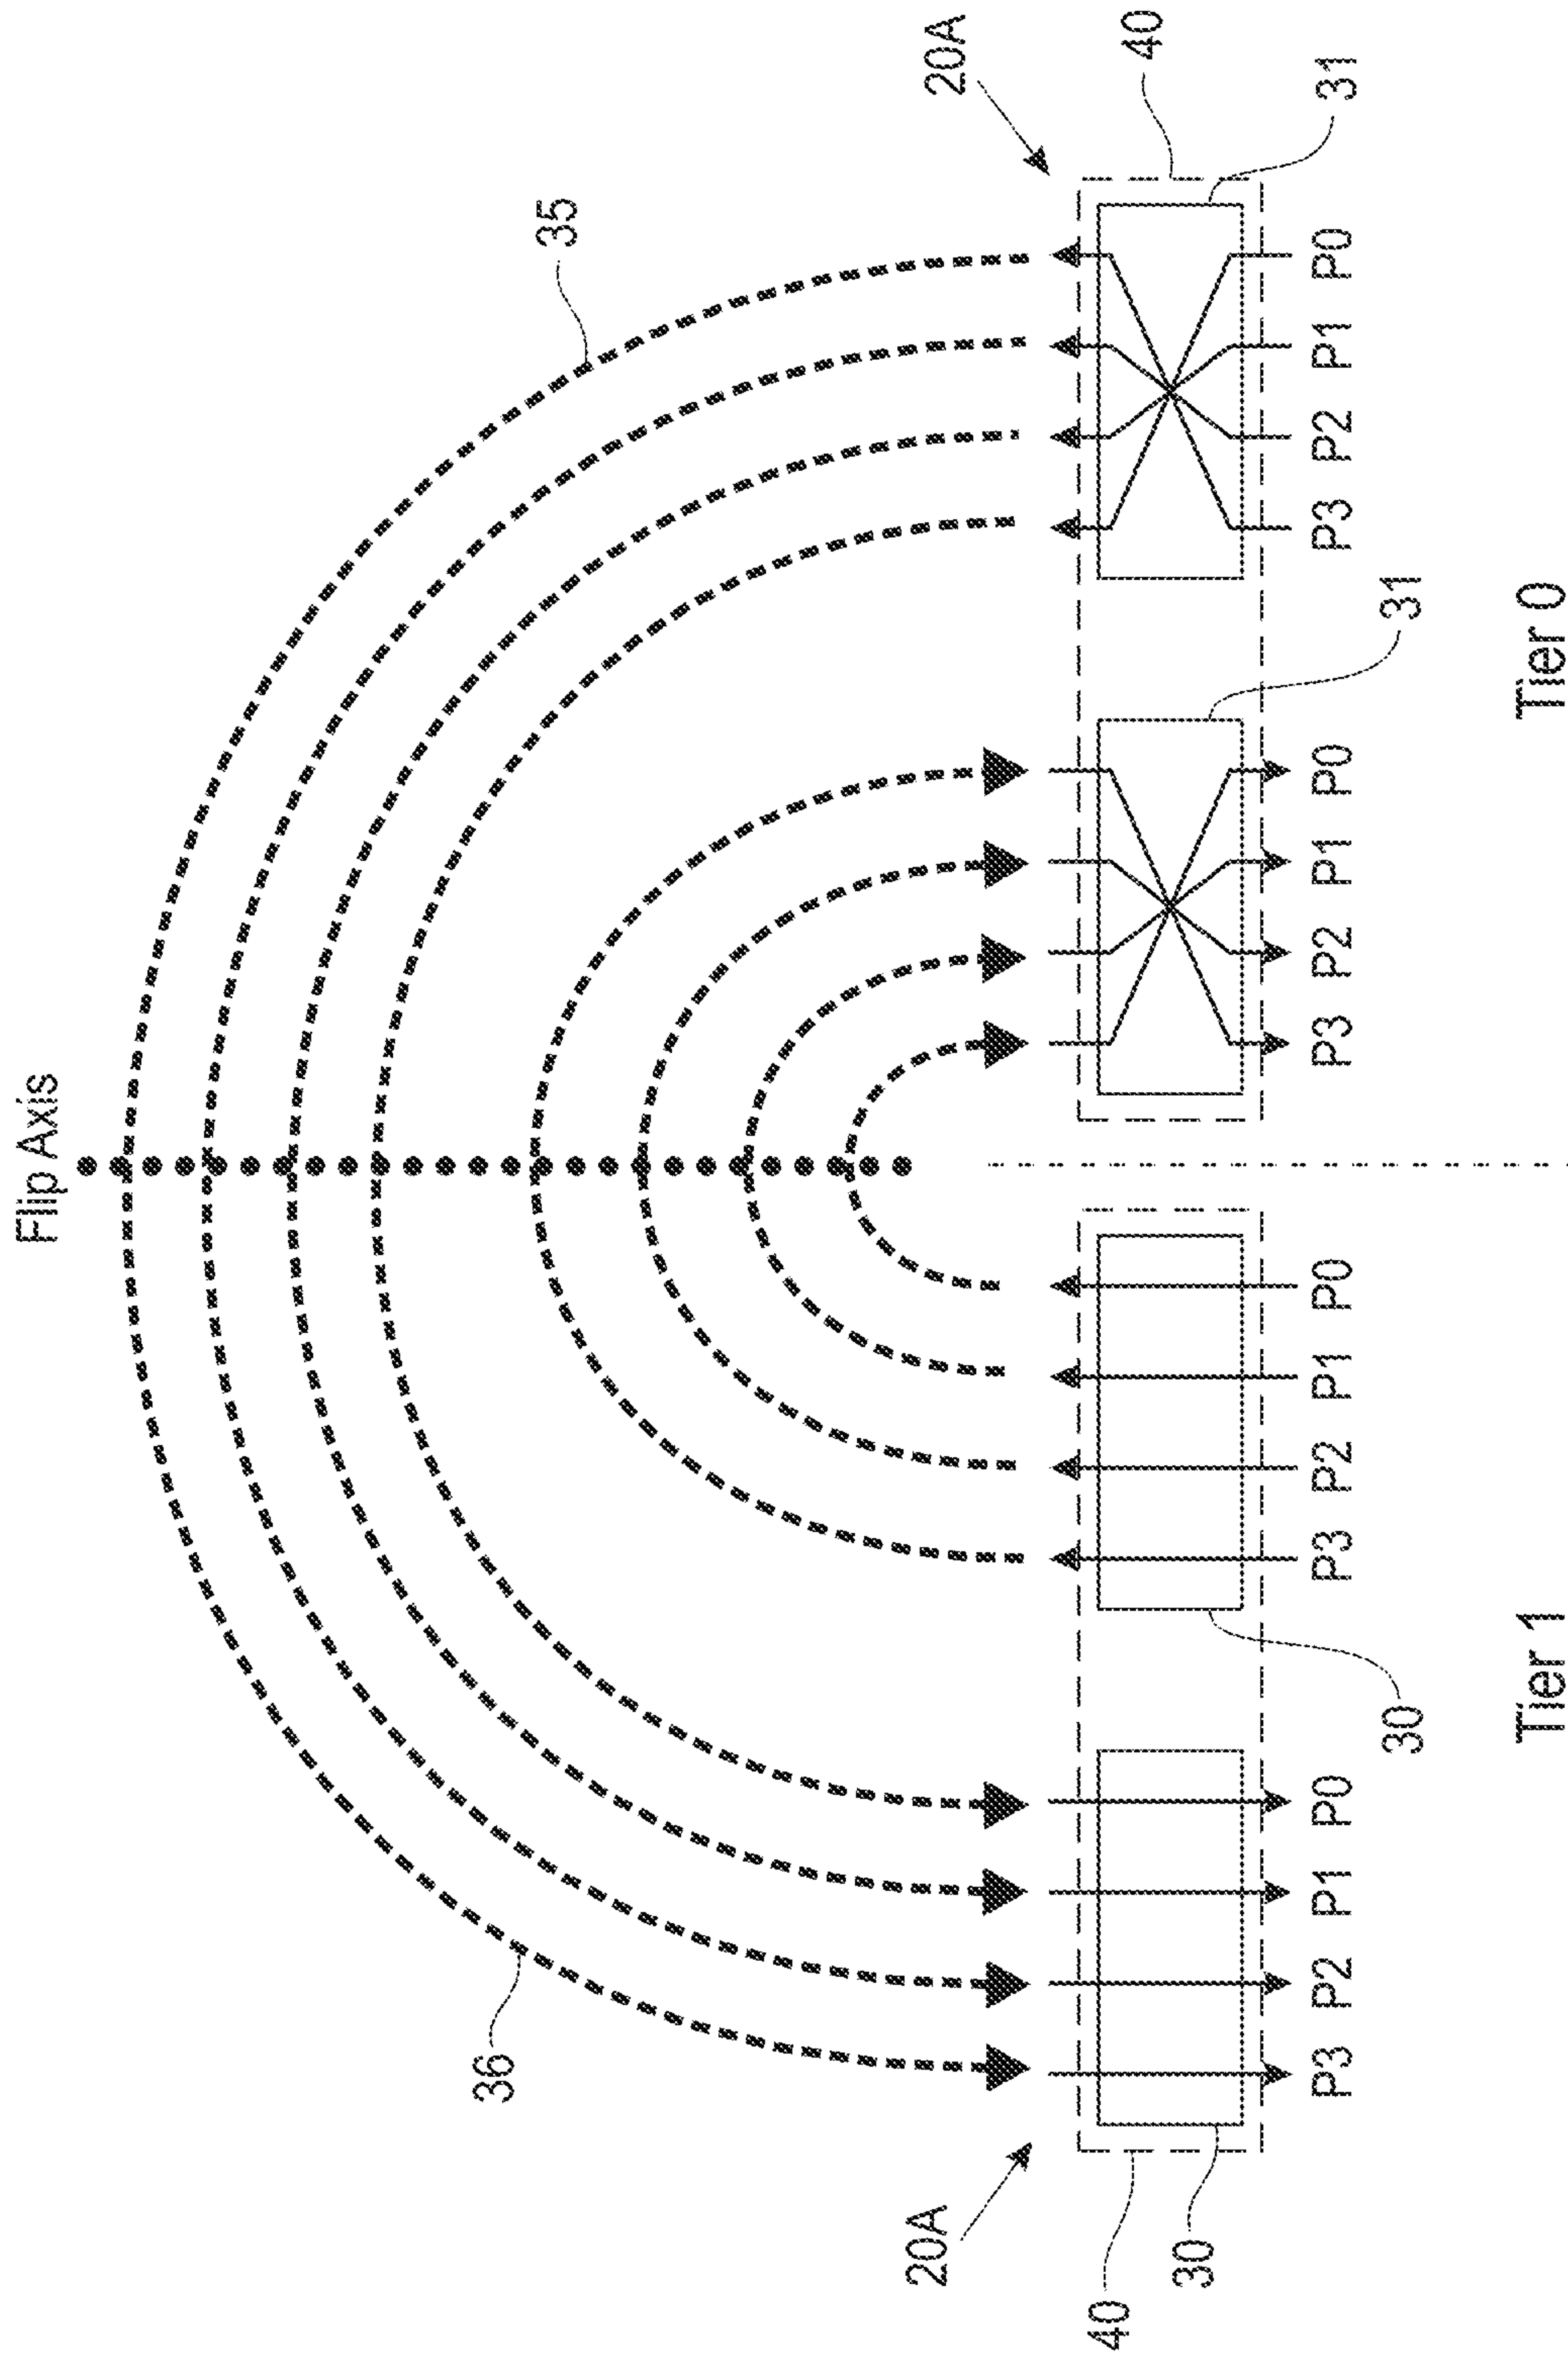 Flip Axis
36
35
20A
20A
40
40
30
31
P3 P2 P1 P0 P3 P2 P1 P0 P3 P2 P1 P0 P3 P2 P1 P0
30
31
Tier 1
Tier 0